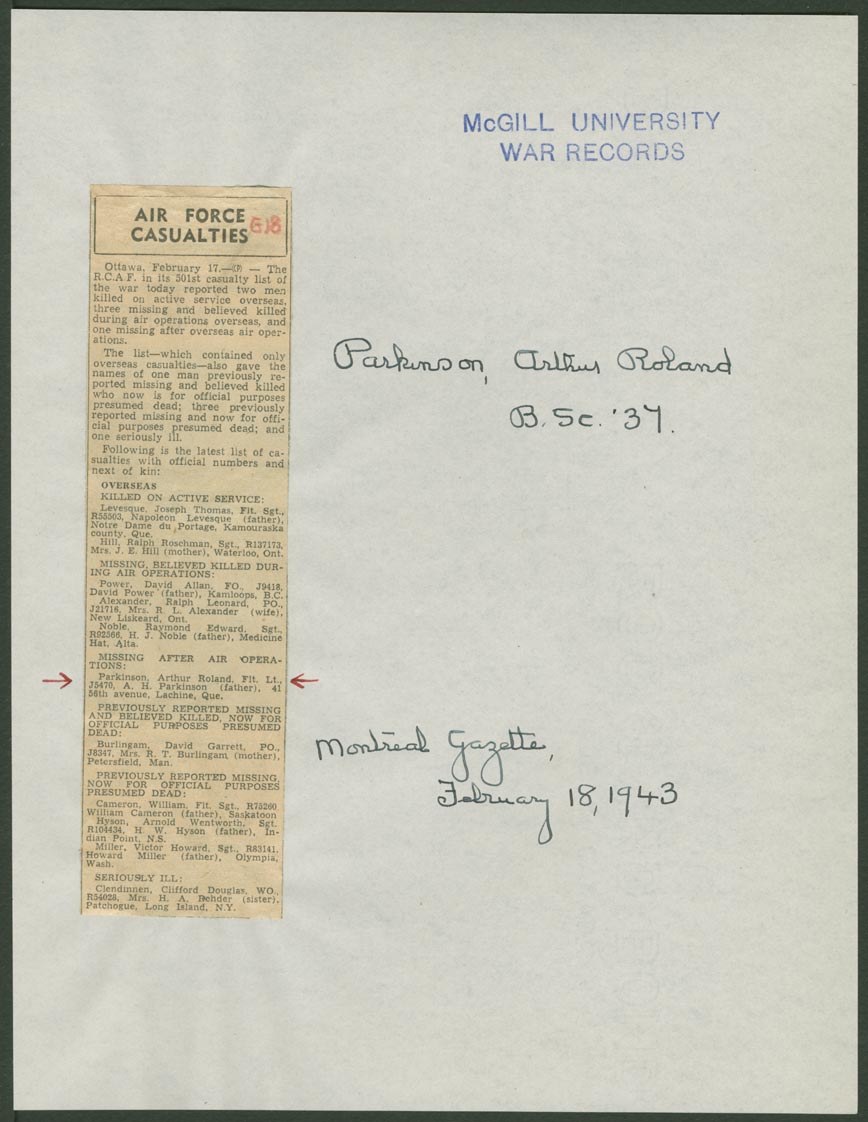 McGILL UNIVERSITY
WAR RECORDS
AIR FORCE
CASUALTIES
G18
Ottawa, February 17.—(CP) — The
R.C.A.F. in its 501st casualty list of
the war today reported two men
killed on active service overseas,
three missing and believed killed
during air operations overseas, and
one missing after overseas air oper-
ations.
The list—which contained only
overseas casualties—also gave the
names of one man previously re-
ported missing and believed killed
who now is for official purposes
presumed dead; three previously
reported missing and now for offi-
cial purposes presumed dead; and
one seriously ill.
Following is the latest list of ca-
sualties with official numbers and
next of kin:
OVERSEAS
KILLED ON ACTIVE SERVICE:
Levesque, Joseph Thomas, Flt. Sgt.,
R55503, Napoleon Levesque (father),
Notre Dame du Portage, Kamouraska
county, Que.
Hill, Ralph Roschman, Sgt., R137173,
Mrs. J. E. Hill (mother), Waterloo, Ont.
MISSING, BELIEVED KILLED DUR-
ING AIR OPERATIONS:
Power, David Allan, FO., J9418,
David Power (father), Kamloops, B.C.
Alexander, Ralph Leonard, PO.,
J21716, Mrs. R. L. Alexander (wife),
New Liskeard, Ont.
Noble, Raymond Edward, Sgt.,
R92566, H. J. Noble (father), Medicine
Hat, Alta.
MISSING AFTER AIR OPERA-
TIONS:
Parkinson, Arthur Roland, Flt. Lt.,
J5470, A. H. Parkinson (father), 41
56th avenue, Lachine, Que.
PREVIOUSLY REPORTED MISSING
AND BELIEVED KILLED, NOW FOR
OFFICIAL PURPOSES PRESUMED
DEAD:
Burlingam, David Garrett, PO.,
J8347, Mrs. R. T. Burlingam (mother),
Petersfield, Man.
PREVIOUSLY REPORTED MISSING,
NOW FOR OFFICIAL PURPOSES
PRESUMED DEAD:
Cameron, William, Flt. Sgt., R75260,
William Cameron (father), Saskatoon
Hyson, Arnold Wentworth, Sgt.
R104434, H. W. Hyson (father), In-
dian Point, N.S.
Miller, Victor Howard, Sgt., R83141,
Howard Miller (father), Olympia,
Wash.
SERIOUSLY ILL:
Clendinnen, Clifford Douglas, WO.,
R54028, Mrs. H. A. Behder (sister),
Patchogue, Long Island, N.Y.
Parkinson, Arthur Roland
B.Sc. '37.
Montreal Gazette,
February 18, 1943